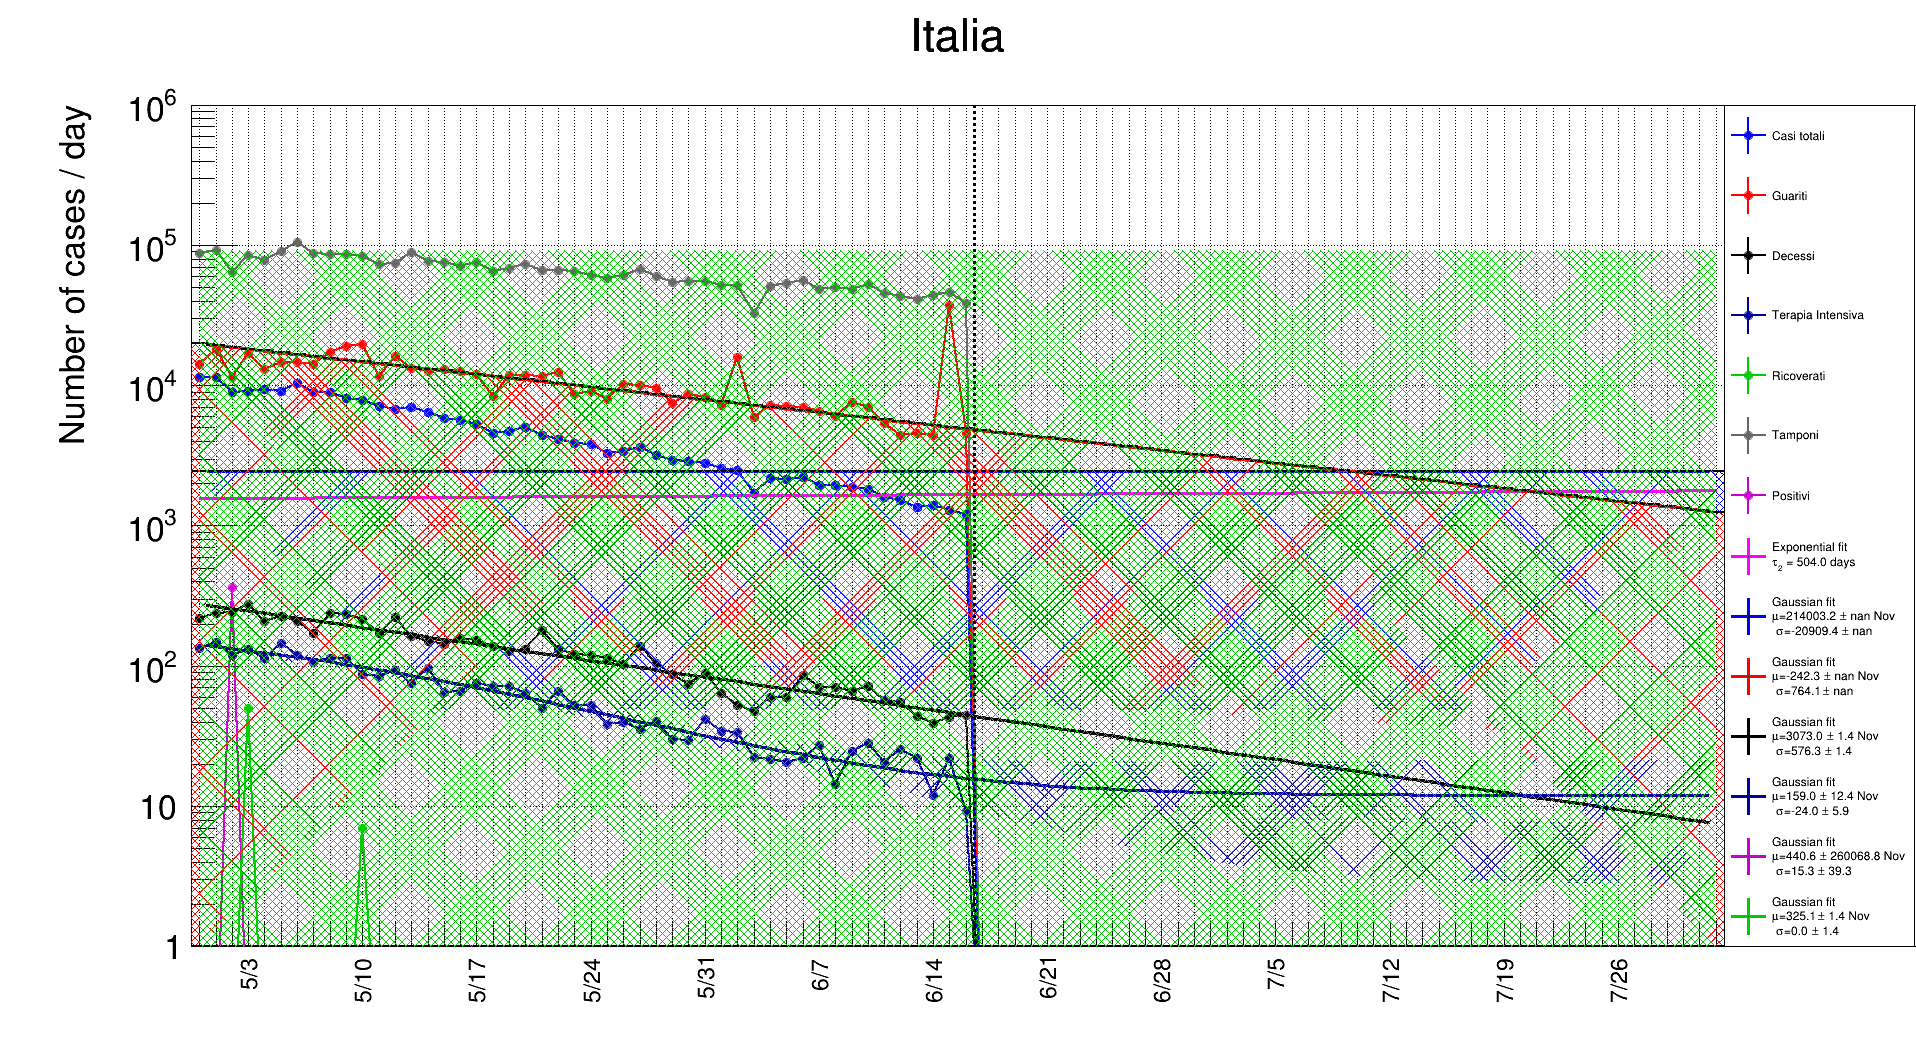 Italia
Number of cases / day
10^6
10^5
10^4
10^3
10^2
10
1
5/3
5/10
5/17
5/24
5/31
6/7
6/14
6/21
6/28
7/5
7/12
7/19
7/26
Casi totali
Guariti
Decessi
Terapia Intensiva
Ricoverati
Tamponi
Positivi
Exponential fit
τ₂ = 504.0 days
Gaussian fit
μ=214003.2 ± nan Nov
σ=-20909.4 ± nan
Gaussian fit
μ=-242.3 ± nan Nov
σ=764.1 ± nan
Gaussian fit
μ=3073.0 ± 1.4 Nov
σ=576.3 ± 1.4
Gaussian fit
μ=159.0 ± 12.4 Nov
σ=-24.0 ± 5.9
Gaussian fit
μ=440.6 ± 260068.8 Nov
σ=15.3 ± 39.3
Gaussian fit
μ=325.1 ± 1.4 Nov
σ=0.0 ± 1.4